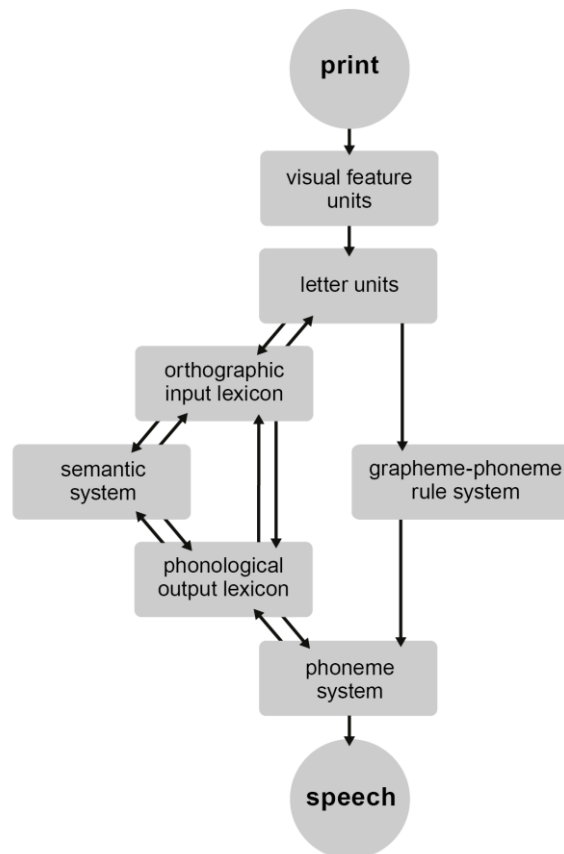 print
visual feature
units
letter units
orthographic
input lexicon
semantic
system
grapheme-phoneme
rule system
phonological
output lexicon
phoneme
system
speech